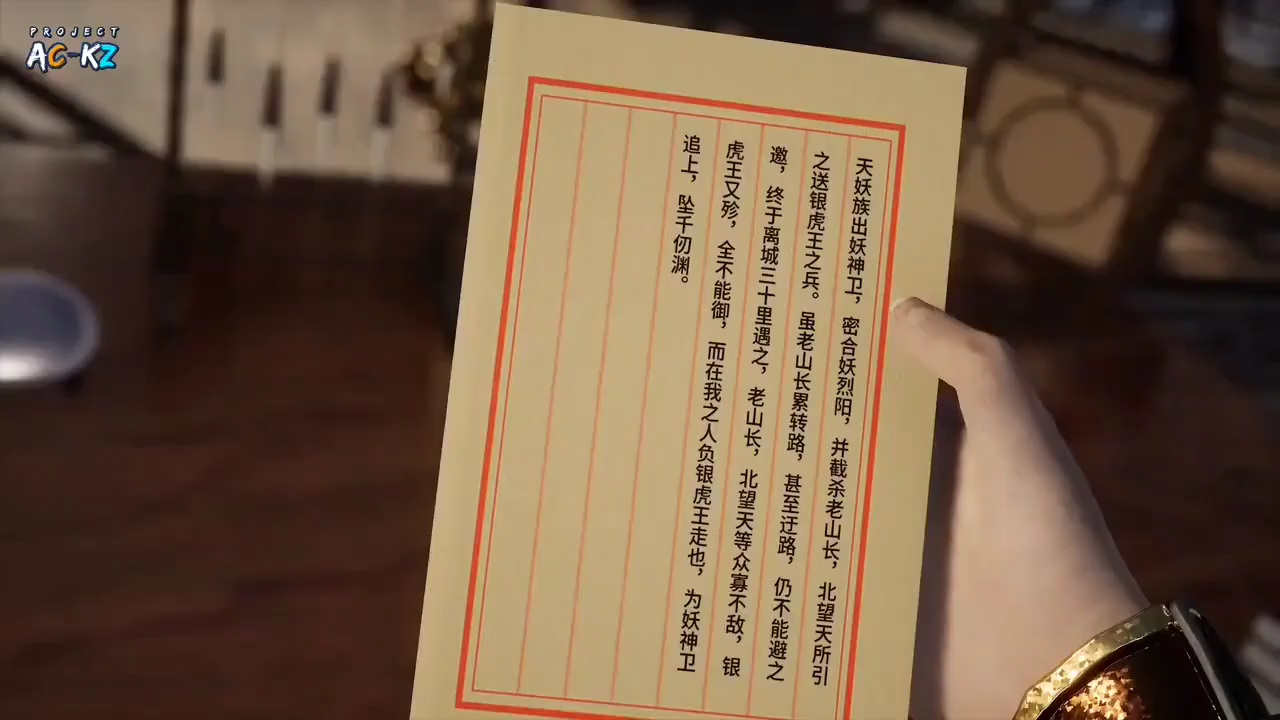 PROJECT
AC-KZ
天妖族出妖神卫，密合妖烈阳，并截杀老山长，北望天所引
之送银虎王之兵。虽老山长累转路，甚至迂路，仍不能避之
邀，终于离城三十里遇之，老山长，北望天等众寡不敌，银
虎王又殄，全不能御，而在我之人负银虎王走也，为妖神卫
追上，坠千仞渊。